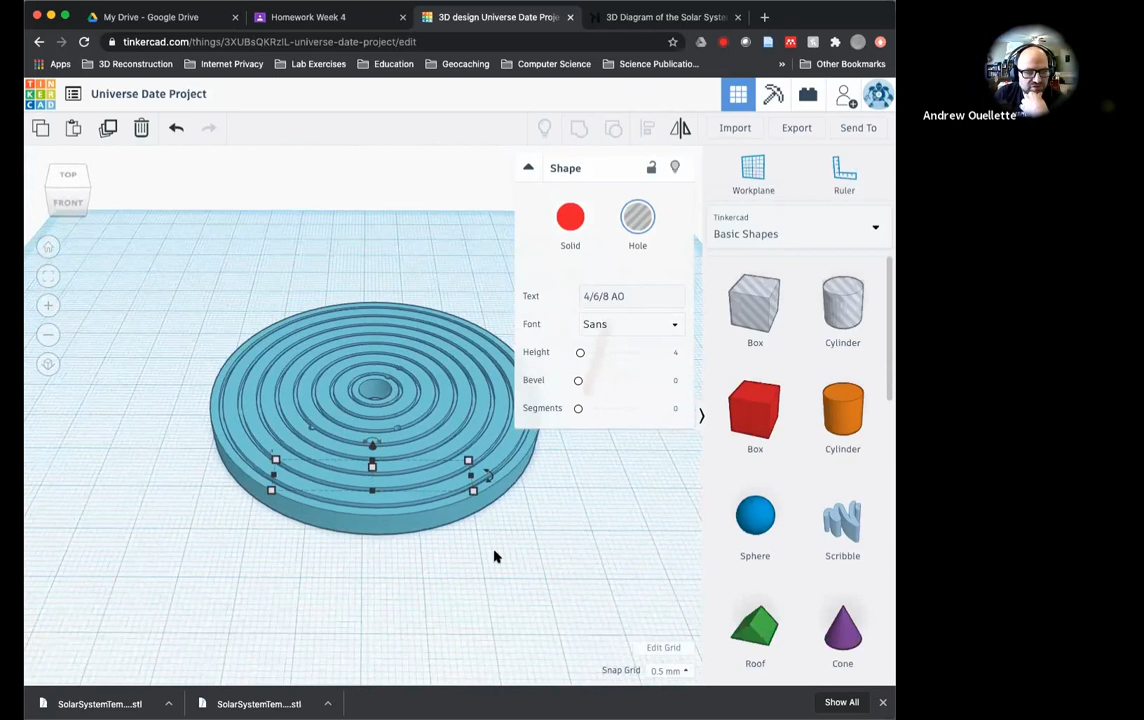 My Drive - Google Drive
Homework Week 4
3D design Universe Date Proje
3D Diagram of the Solar Syste
tinkercad.com/things/3XUBsQKRzIL-universe-date-project/edit
Apps
3D Reconstruction
Internet Privacy
Lab Exercises
Education
Geocaching
Computer Science
Science Publicatio...
»
Other Bookmarks
TIN
KER
CAD
Universe Date Project
Import
Export
Send To
TOP
FRONT
Shape
Solid
Hole
Text
4/6/8 AO
Font
Sans
Height
4
Bevel
0
Segments
0
Workplane
Ruler
Tinkercad
Basic Shapes
Box
Cylinder
Box
Cylinder
Sphere
Scribble
Roof
Cone
Edit Grid
Snap Grid
0.5 mm
SolarSystemTem....stl
SolarSystemTem....stl
Show All
Andrew Ouellette